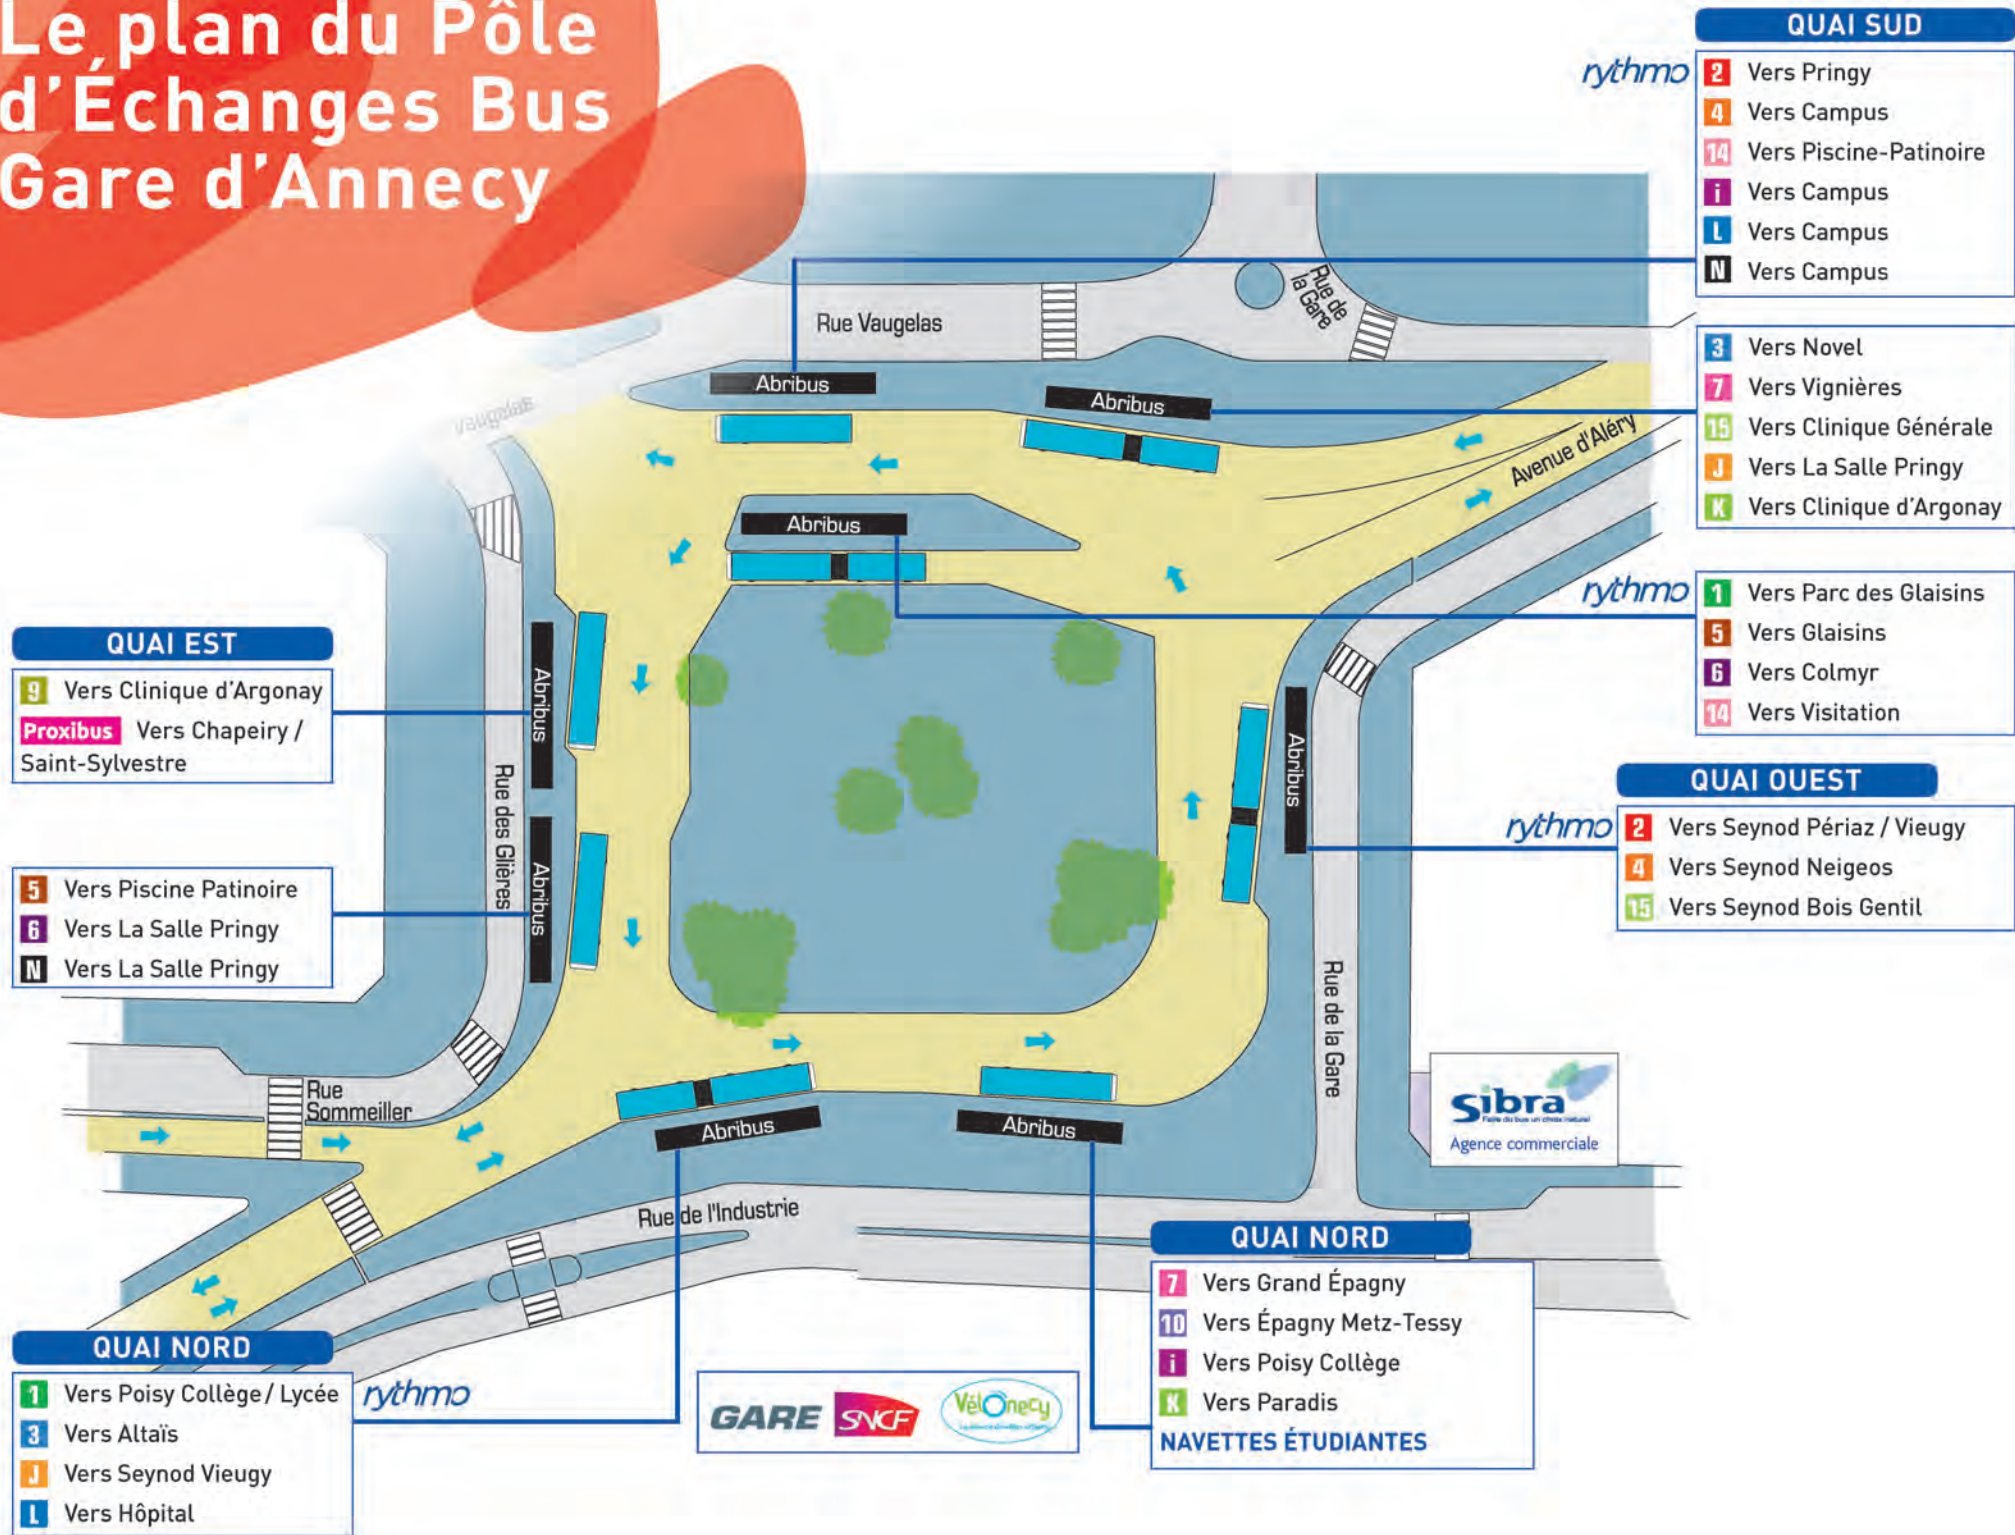 Le plan du Pôle
d'Échanges Bus
Gare d'Annecy
QUAI SUD
rythmo
2 Vers Pringy
4 Vers Campus
14 Vers Piscine-Patinoire
i Vers Campus
L Vers Campus
N Vers Campus
3 Vers Novel
7 Vers Vignières
15 Vers Clinique Générale
J Vers La Salle Pringy
K Vers Clinique d'Argonay
rythmo
1 Vers Parc des Glaisins
5 Vers Glaisins
6 Vers Colmyr
14 Vers Visitation
QUAI OUEST
rythmo
2 Vers Seynod Périaz / Vieugy
4 Vers Seynod Neigeos
15 Vers Seynod Bois Gentil
QUAI EST
9 Vers Clinique d'Argonay
Proxibus Vers Chapeiry /
Saint-Sylvestre
5 Vers Piscine Patinoire
6 Vers La Salle Pringy
N Vers La Salle Pringy
Rue Vaugelas
Rue de
la Gare
Vaugelas
Abribus
Abribus
Abribus
Avenue d'Aléry
Abribus
Abribus
Rue des Glières
Abribus
Rue de la Gare
Rue
Sommeiller
Abribus
Abribus
Rue de l'Industrie
sibra
Faire du bus un choix naturel
Agence commerciale
QUAI NORD
1 Vers Poisy Collège / Lycée
3 Vers Altaïs
J Vers Seynod Vieugy
L Vers Hôpital
rythmo
GARE SNCF
VélOnecy
QUAI NORD
7 Vers Grand Épagny
10 Vers Épagny Metz-Tessy
i Vers Poisy Collège
K Vers Paradis
NAVETTES ÉTUDIANTES